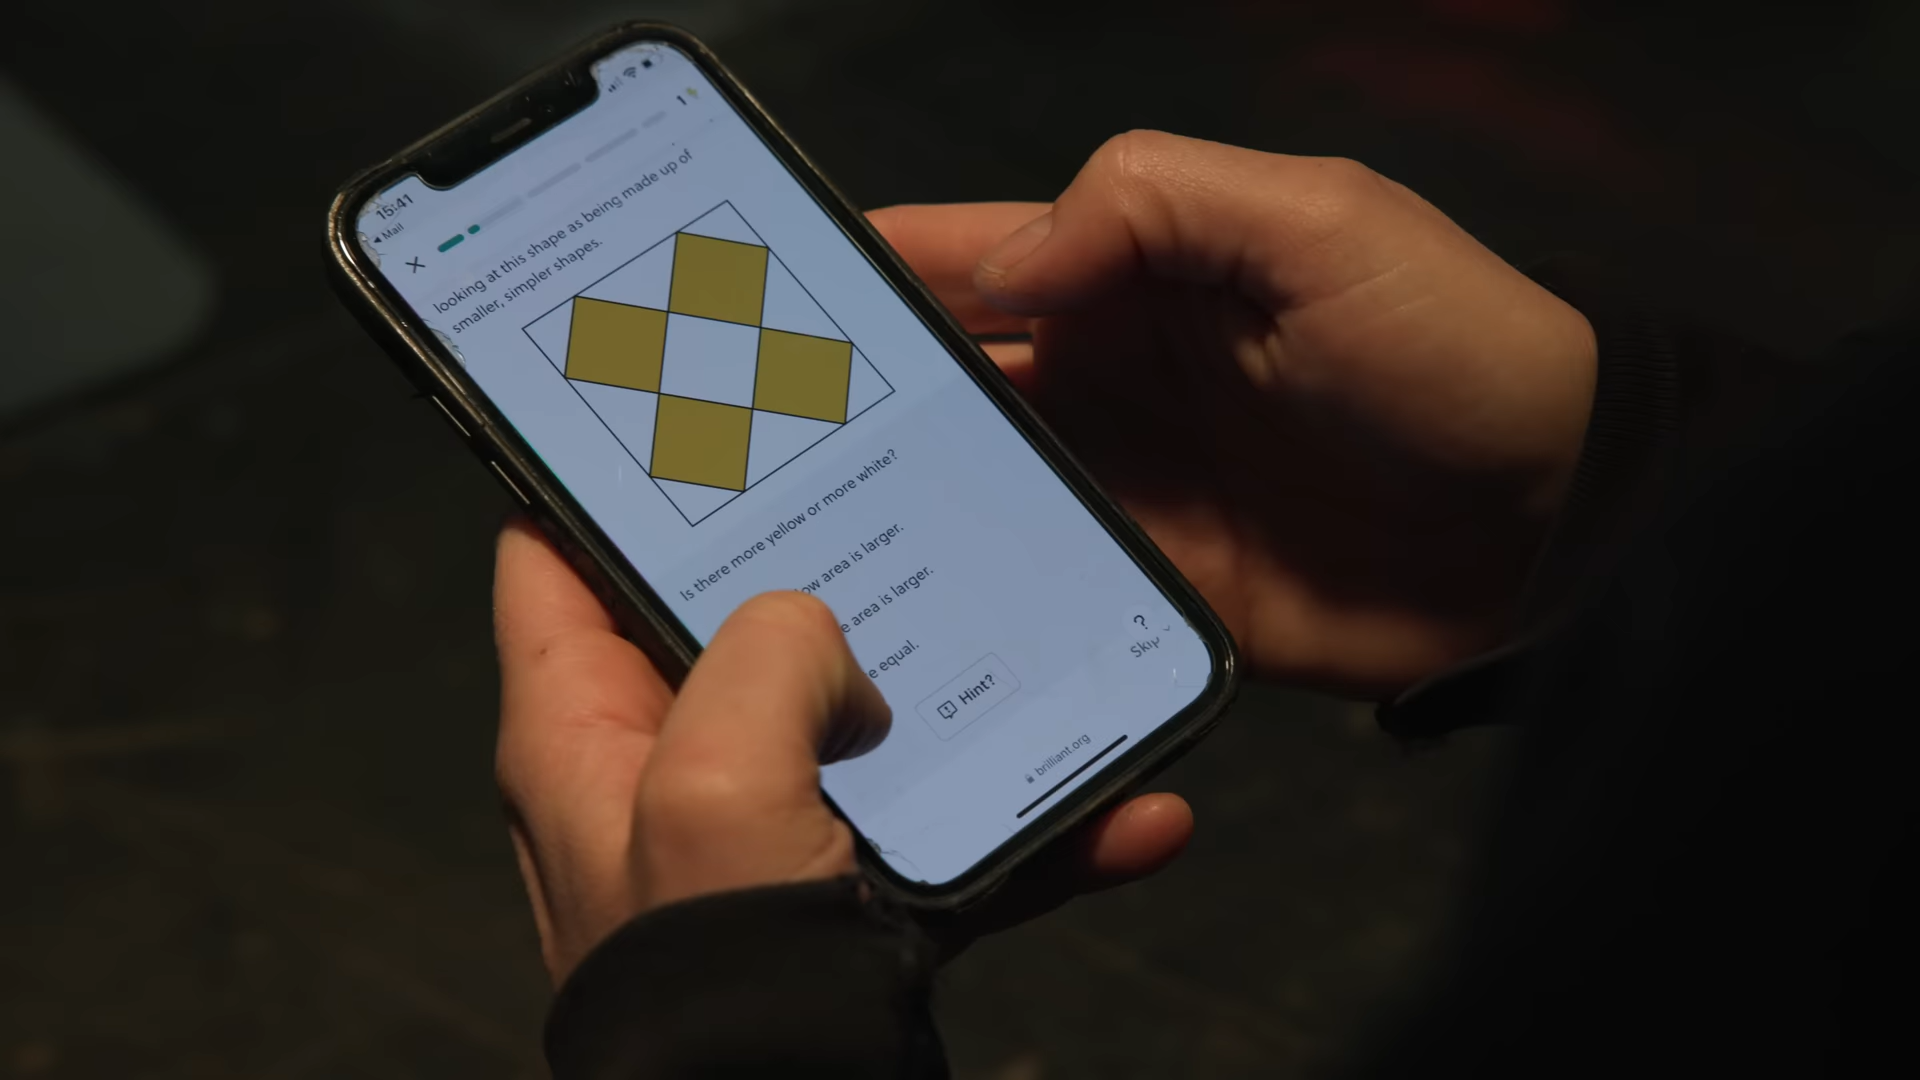 15:41
Mail
1
looking at this shape as being made up of
smaller, simpler shapes.
Is there more yellow or more white?
area is larger.
area is larger.
equal.
Hint?
?
Skip
brilliant.org